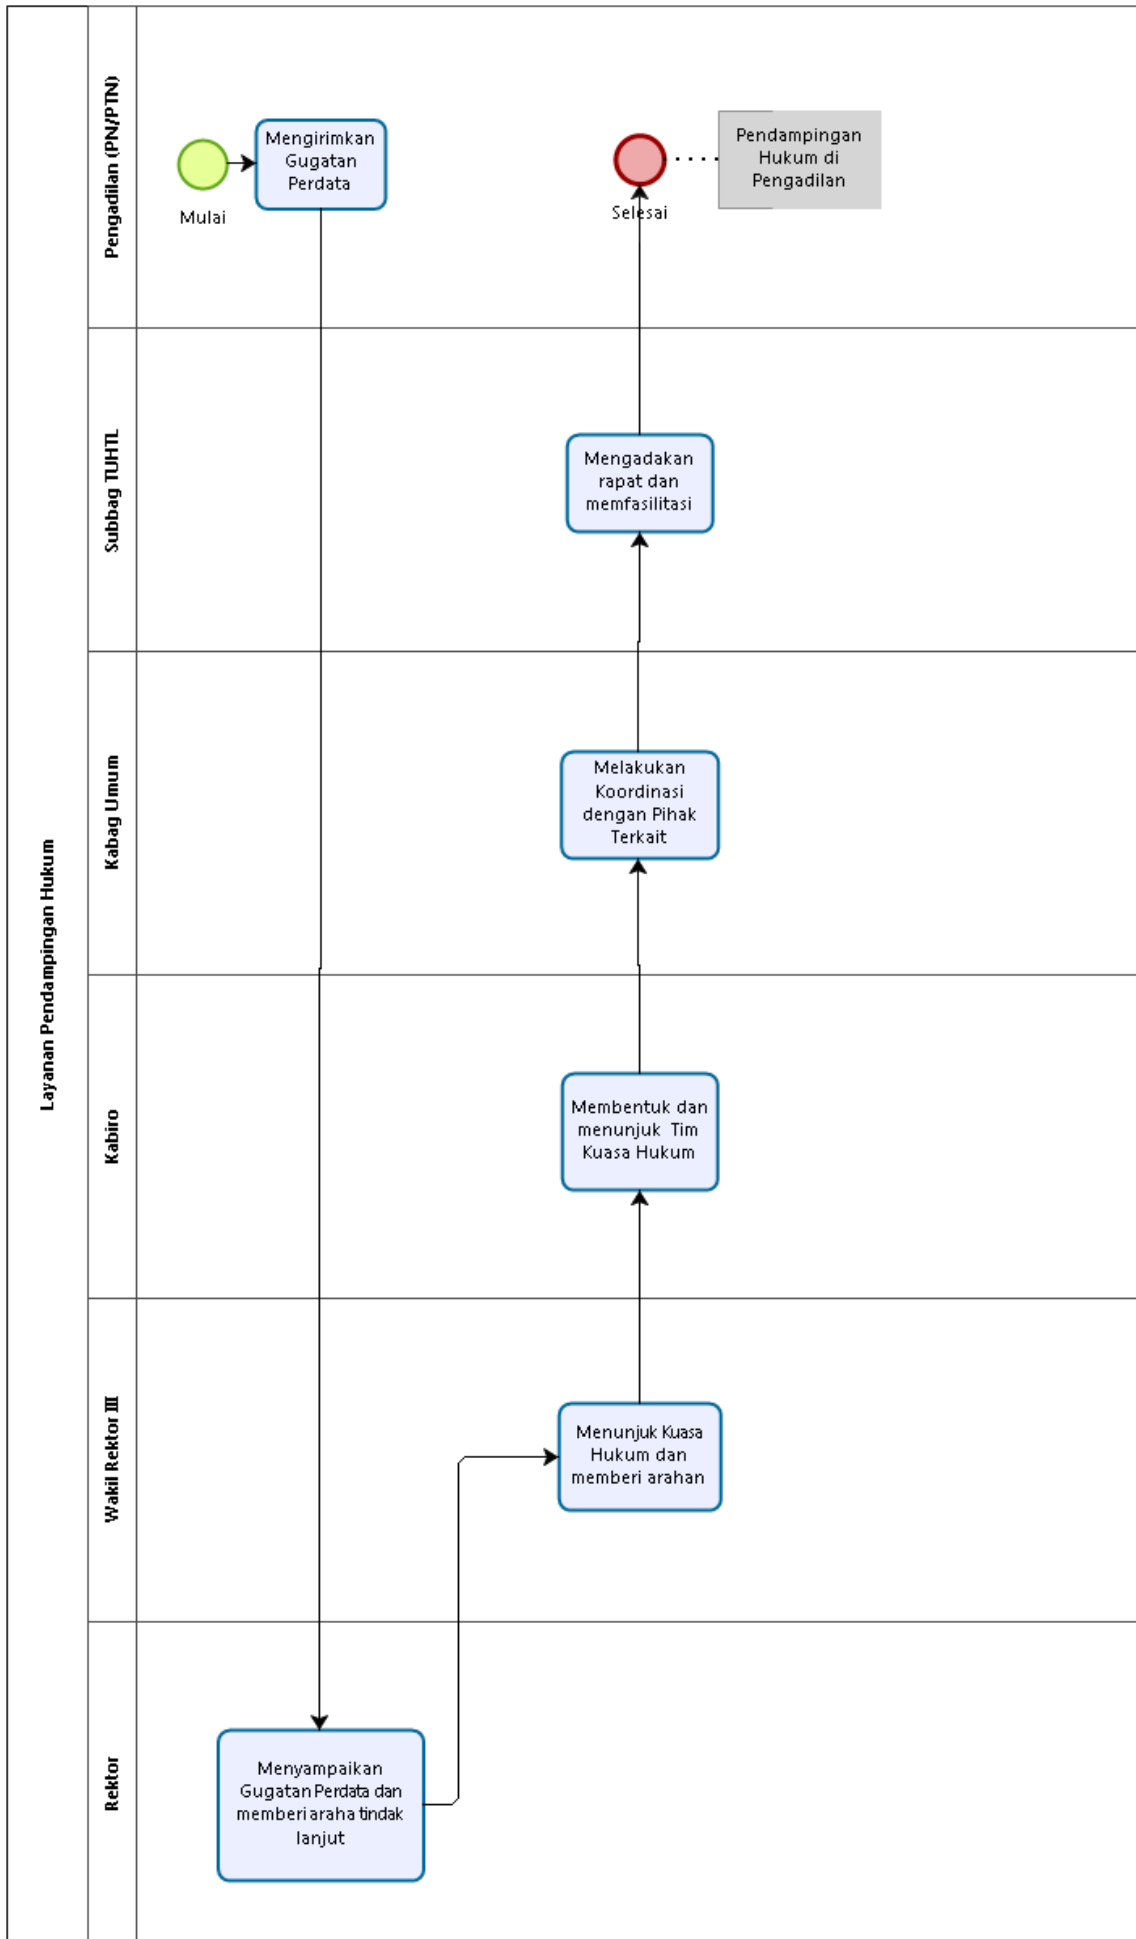 Layanan Pendampingan Hukum
Pengadilan (PN/PTN)
Mulai
Mengirimkan
Gugatan
Perdata
Selesai
Pendampingan
Hukum di
Pengadilan
Subbag TUHTL
Mengadakan
rapat dan
memfasilitasi
Kabag Umum
Melakukan
Koordinasi
dengan Pihak
Terkait
Kabiro
Membentuk dan
menunjuk Tim
Kuasa Hukum
Wakil Rektor III
Menunjuk Kuasa
Hukum dan
memberi arahan
Rektor
Menyampaikan
Gugatan Perdata dan
memberi araha tindak
lanjut